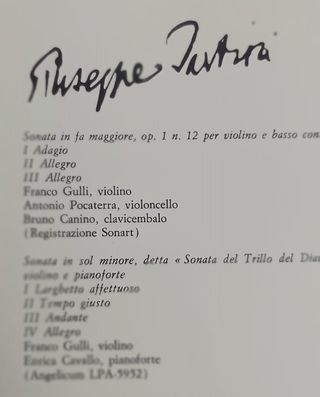 Giuseppe Tartini
Sonata in fa maggiore, op. 1 n. 12 per violino e basso con
I Adagio
II Allegro
III Allegro
Franco Gulli, violino
Antonio Pocaterra, violoncello
Bruno Canino, clavicembalo
(Registrazione Sonart)
Sonata in sol minore, detta « Sonata del Trillo del Dia
violino e pianoforte
I Larghetto affettuoso
II Tempo giusto
III Andante
IV Allegro
Franco Gulli, violino
Enrica Cavallo, pianoforte
(Angelicum LPA-5952)